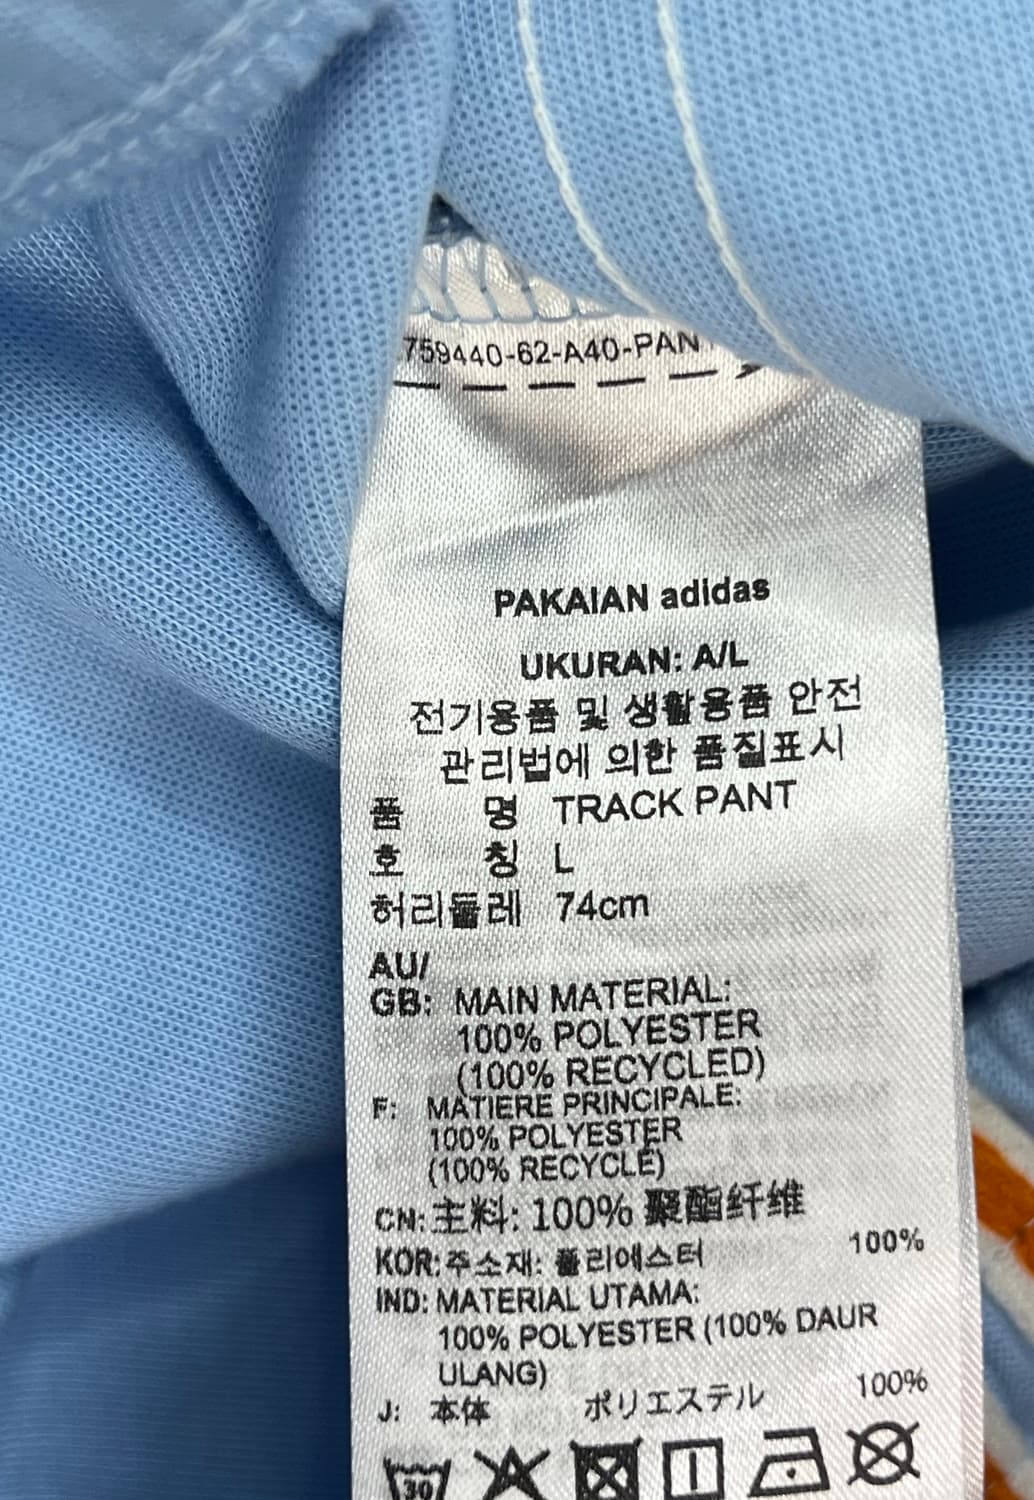 759440-62-A40-PAN
PAKAIAN adidas
UKURAN: A/L
전기용품 및 생활용품 안전
관리법에 의한 품질표시
품 명 TRACK PANT
호 칭 L
허리둘레 74cm
AU/
GB: MAIN MATERIAL:
100% POLYESTER
(100% RECYCLED)
F: MATIERE PRINCIPALE:
100% POLYESTER
(100% RECYCLÉ)
CN: 主料: 100% 聚酯纤维
KOR: 주소재: 폴리에스터 100%
IND: MATERIAL UTAMA:
100% POLYESTER (100% DAUR
ULANG)
J: 本体 ポリエステル 100%
30